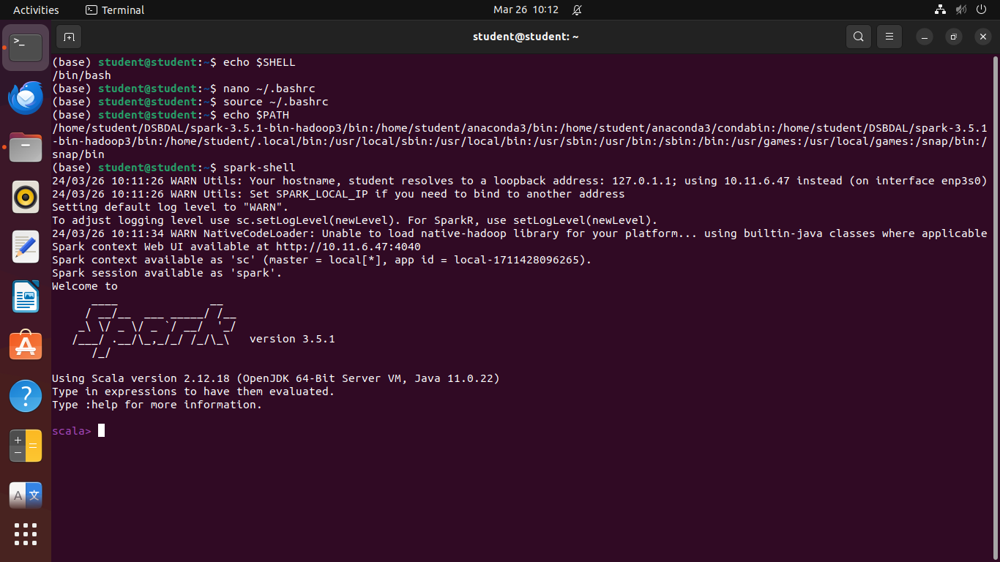 Activities
Terminal
Mar 26 10:12
student@student: ~
(base) student@student:~$ echo $SHELL
/bin/bash
(base) student@student:~$ nano ~/.bashrc
(base) student@student:~$ source ~/.bashrc
(base) student@student:~$ echo $PATH
/home/student/DSBDAL/spark-3.5.1-bin-hadoop3/bin:/home/student/anaconda3/bin:/home/student/anaconda3/condabin:/home/student/DSBDAL/spark-3.5.1
-bin-hadoop3/bin:/home/student/.local/bin:/usr/local/sbin:/usr/local/bin:/usr/sbin:/usr/bin:/sbin:/bin:/usr/games:/usr/local/games:/snap/bin:/
snap/bin
(base) student@student:~$ spark-shell
24/03/26 10:11:26 WARN Utils: Your hostname, student resolves to a loopback address: 127.0.1.1; using 10.11.6.47 instead (on interface enp3s0)
24/03/26 10:11:26 WARN Utils: Set SPARK_LOCAL_IP if you need to bind to another address
Setting default log level to "WARN".
To adjust logging level use sc.setLogLevel(newLevel). For SparkR, use setLogLevel(newLevel).
24/03/26 10:11:34 WARN NativeCodeLoader: Unable to load native-hadoop library for your platform... using builtin-java classes where applicable
Spark context Web UI available at http://10.11.6.47:4040
Spark context available as 'sc' (master = local[*], app id = local-1711428096265).
Spark session available as 'spark'.
Welcome to
      ____              __
     / __/__  ___ _____/ /__
    _\ \/ _ \/ _ `/ __/  '_/
   /___/ .__/\_,_/_/ /_/\_\   version 3.5.1
      /_/
Using Scala version 2.12.18 (OpenJDK 64-Bit Server VM, Java 11.0.22)
Type in expressions to have them evaluated.
Type :help for more information.
scala>